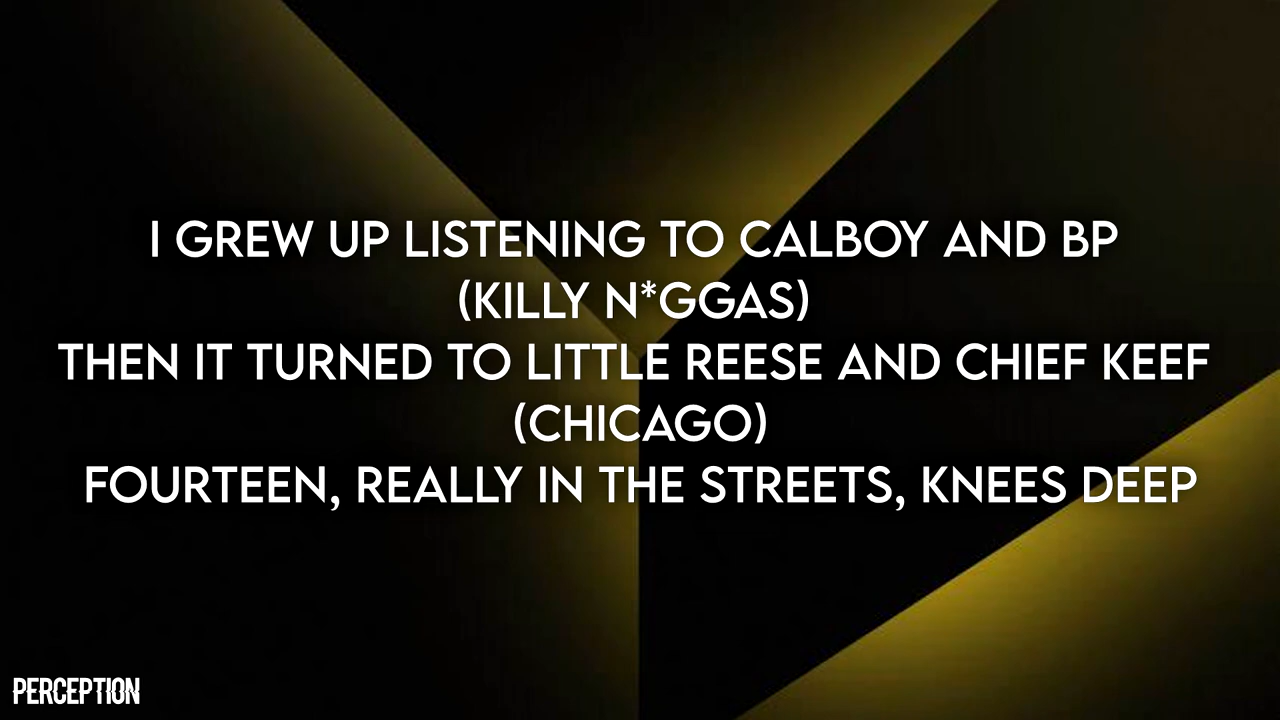 I GREW UP LISTENING TO CALBOY AND BP
(KILLY N*GGAS)
THEN IT TURNED TO LITTLE REESE AND CHIEF KEEF
(CHICAGO)
FOURTEEN, REALLY IN THE STREETS, KNEES DEEP
PERCEPTION